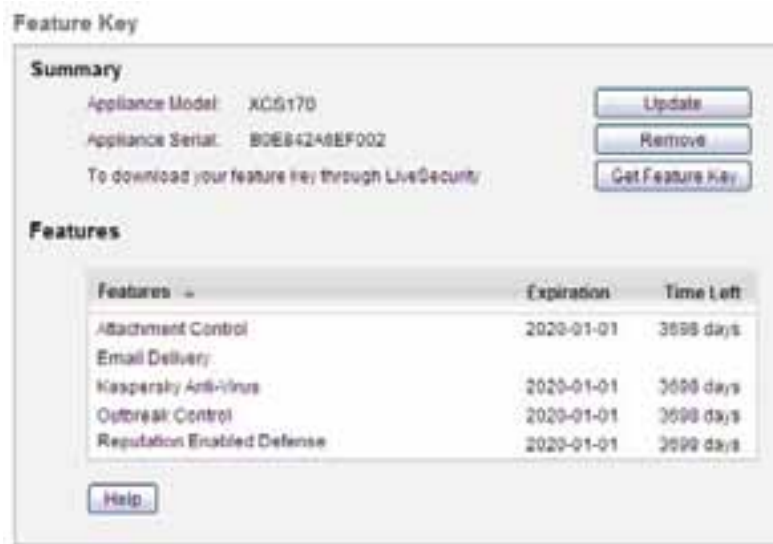 Feature Key
Summary
Appliance Model: XCS170 Update
Appliance Serial: Remove
To download your feature key through LiveSecurity Get Feature Key
Features
Features Expiration Time Left
Attachment Control 2020-01-01 3698 days
Email Delivery
Kaspersky Anti-Virus 2020-01-01 3698 days
Outbreak Control 2020-01-01 3698 days
Reputation Enabled Defense 2020-01-01 3698 days
Help